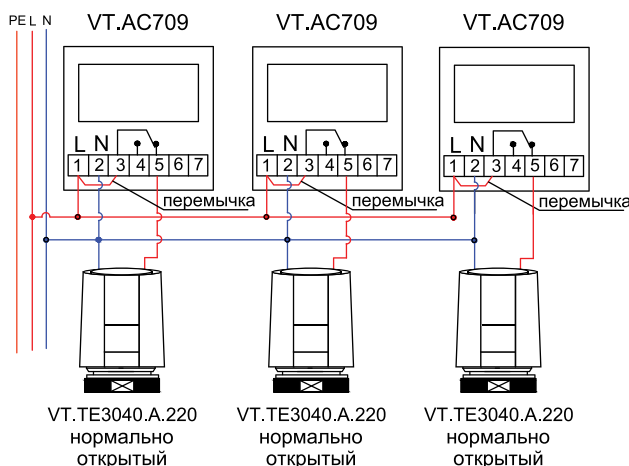 PE L N
VT.AC709 VT.AC709 VT.AC709
L N L N L N
1 2 3 4 5 6 7 1 2 3 4 5 6 7 1 2 3 4 5 6 7
перемычка перемычка перемычка
VT.TE3040.A.220 VT.TE3040.A.220 VT.TE3040.A.220
нормально нормально нормально
открытый открытый открытый